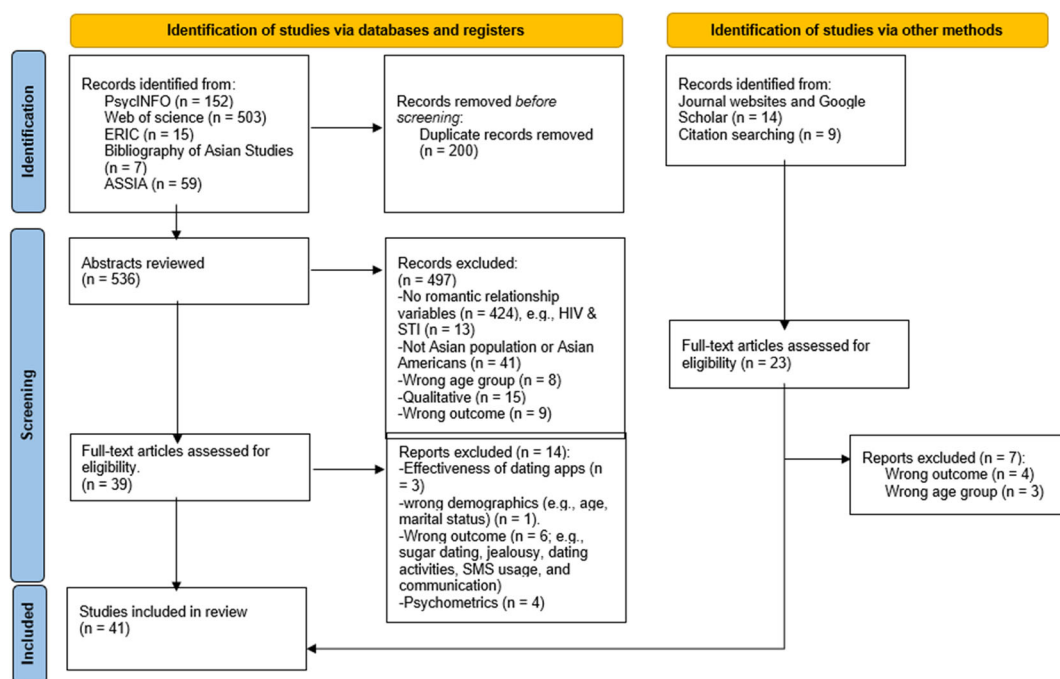 Identification of studies via databases and registers
Identification of studies via other methods
Identification
Records identified from:
PsycINFO (n = 152)
Web of science (n = 503)
ERIC (n = 15)
Bibliography of Asian Studies
(n = 7)
ASSIA (n = 59)
Records removed before
screening:
Duplicate records removed
(n = 200)
Records identified from:
Journal websites and Google
Scholar (n = 14)
Citation searching (n = 9)
Screening
Abstracts reviewed
(n = 536)
Records excluded:
(n = 497)
-No romantic relationship
variables (n = 424), e.g., HIV &
STI (n = 13)
-Not Asian population or Asian
Americans (n = 41)
-Wrong age group (n = 8)
-Qualitative (n = 15)
-Wrong outcome (n = 9)
Full-text articles assessed for
eligibility (n = 23)
Full-text articles assessed for
eligibility.
(n = 39)
Reports excluded (n = 14):
-Effectiveness of dating apps (n
= 3)
-wrong demographics (e.g., age,
marital status) (n = 1).
-Wrong outcome (n = 6; e.g.,
sugar dating, jealousy, dating
activities, SMS usage, and
communication)
-Psychometrics (n = 4)
Reports excluded (n = 7):
Wrong outcome (n = 4)
Wrong age group (n = 3)
Included
Studies included in review
(n = 41)